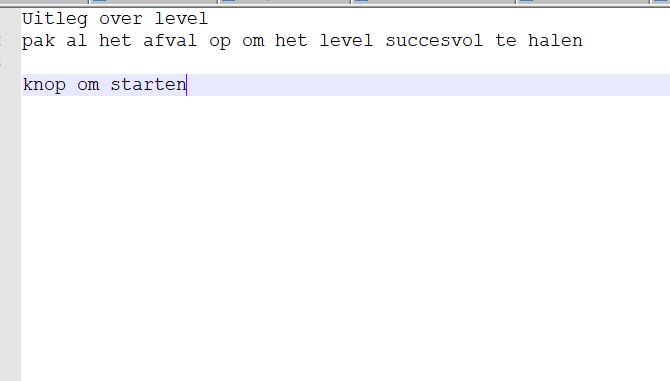 Uitleg over level
pak al het afval op om het level succesvol te halen
knop om starten